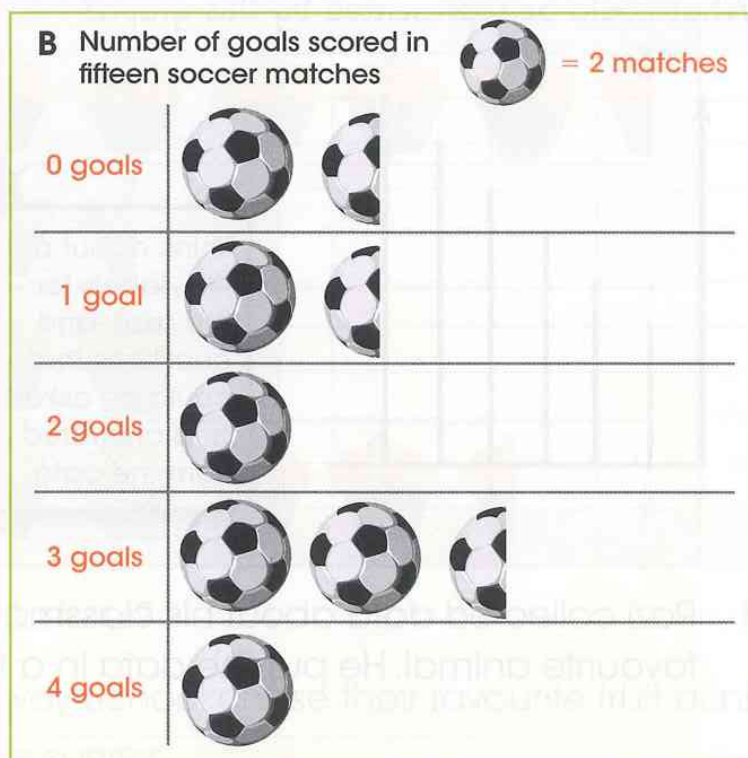 B Number of goals scored in
fifteen soccer matches
= 2 matches
0 goals
1 goal
2 goals
3 goals
4 goals